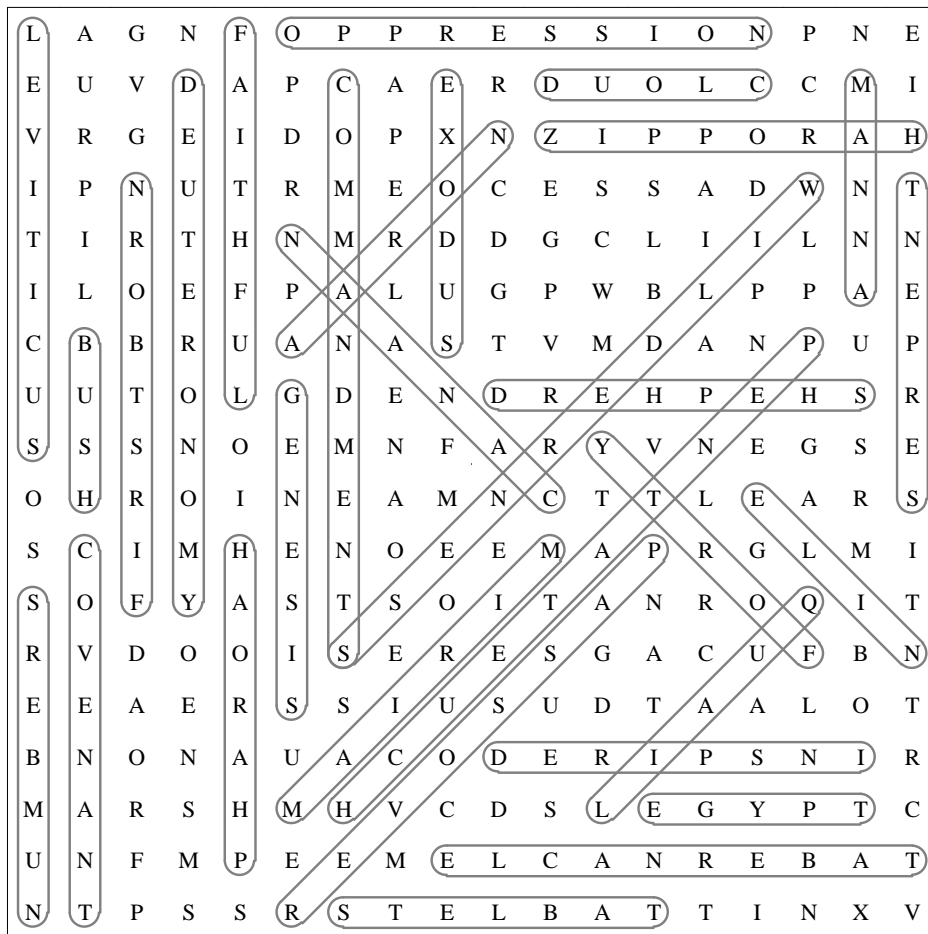 L A G N F O P P R E S S I O N P N E
E U V D A P C A E R D U O L C C M I
V R G E I D O P X N Z I P P O R A H
I P N U T R M E O C E S S A D W N T
T I R T H N M R D D G C L I I L N N
I L O E F P A L U G P W B L P P A E
C B B R U A N A S T V M D A N P U P
U U T O L G D E N D R E H P E H S R
S S S N O E M N F A R Y V N E G S E
O H R O I N E A M N C T T L E A R S
S C I M H E N O E E M A P R G L M I
S O F Y A S T S O I T A N R O Q I T
R V D O O I S E R E S G A C U F B N
E E A E R S S I U S U D T A A L O T
B N O N A U A C O D E R I P S N I R
M A R S H M H V C D S L E G Y P T C
U N F M P E E M E L C A N R E B A T
N T P S S R S T E L B A T T I N X V